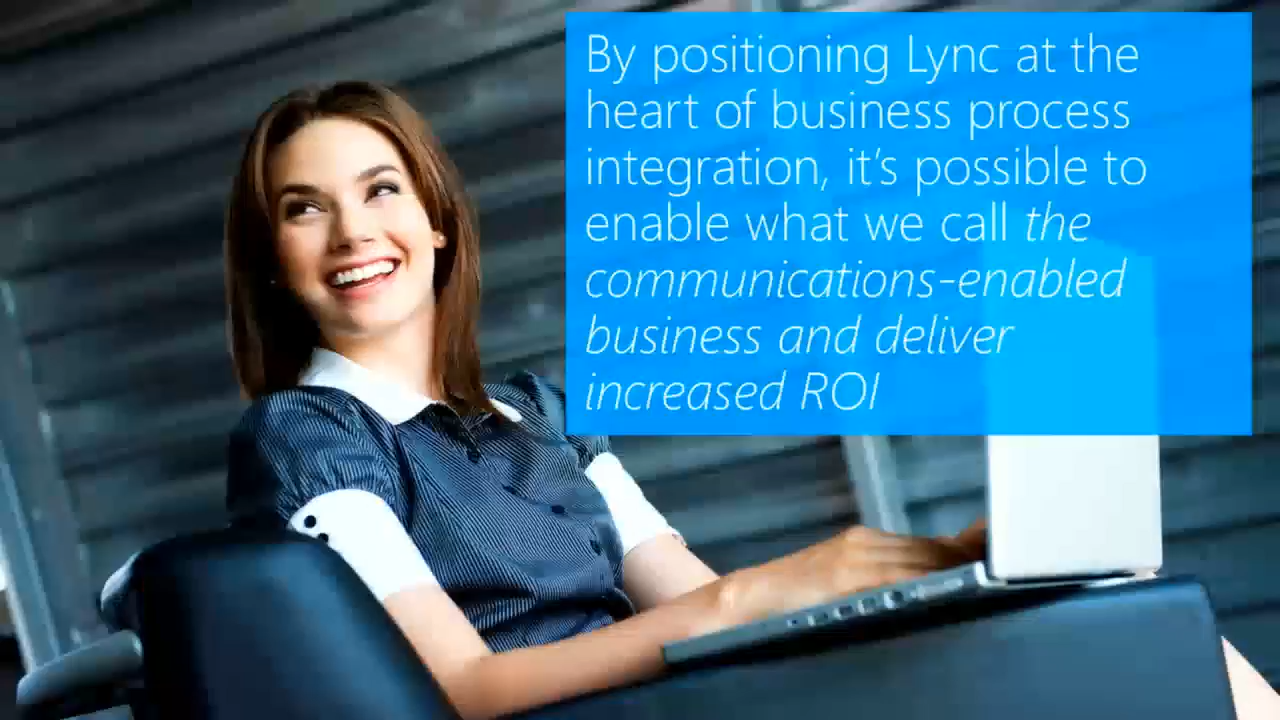 By positioning Lync at the
heart of business process
integration, it's possible to
enable what we call the
communications-enabled
business and deliver
increased ROI